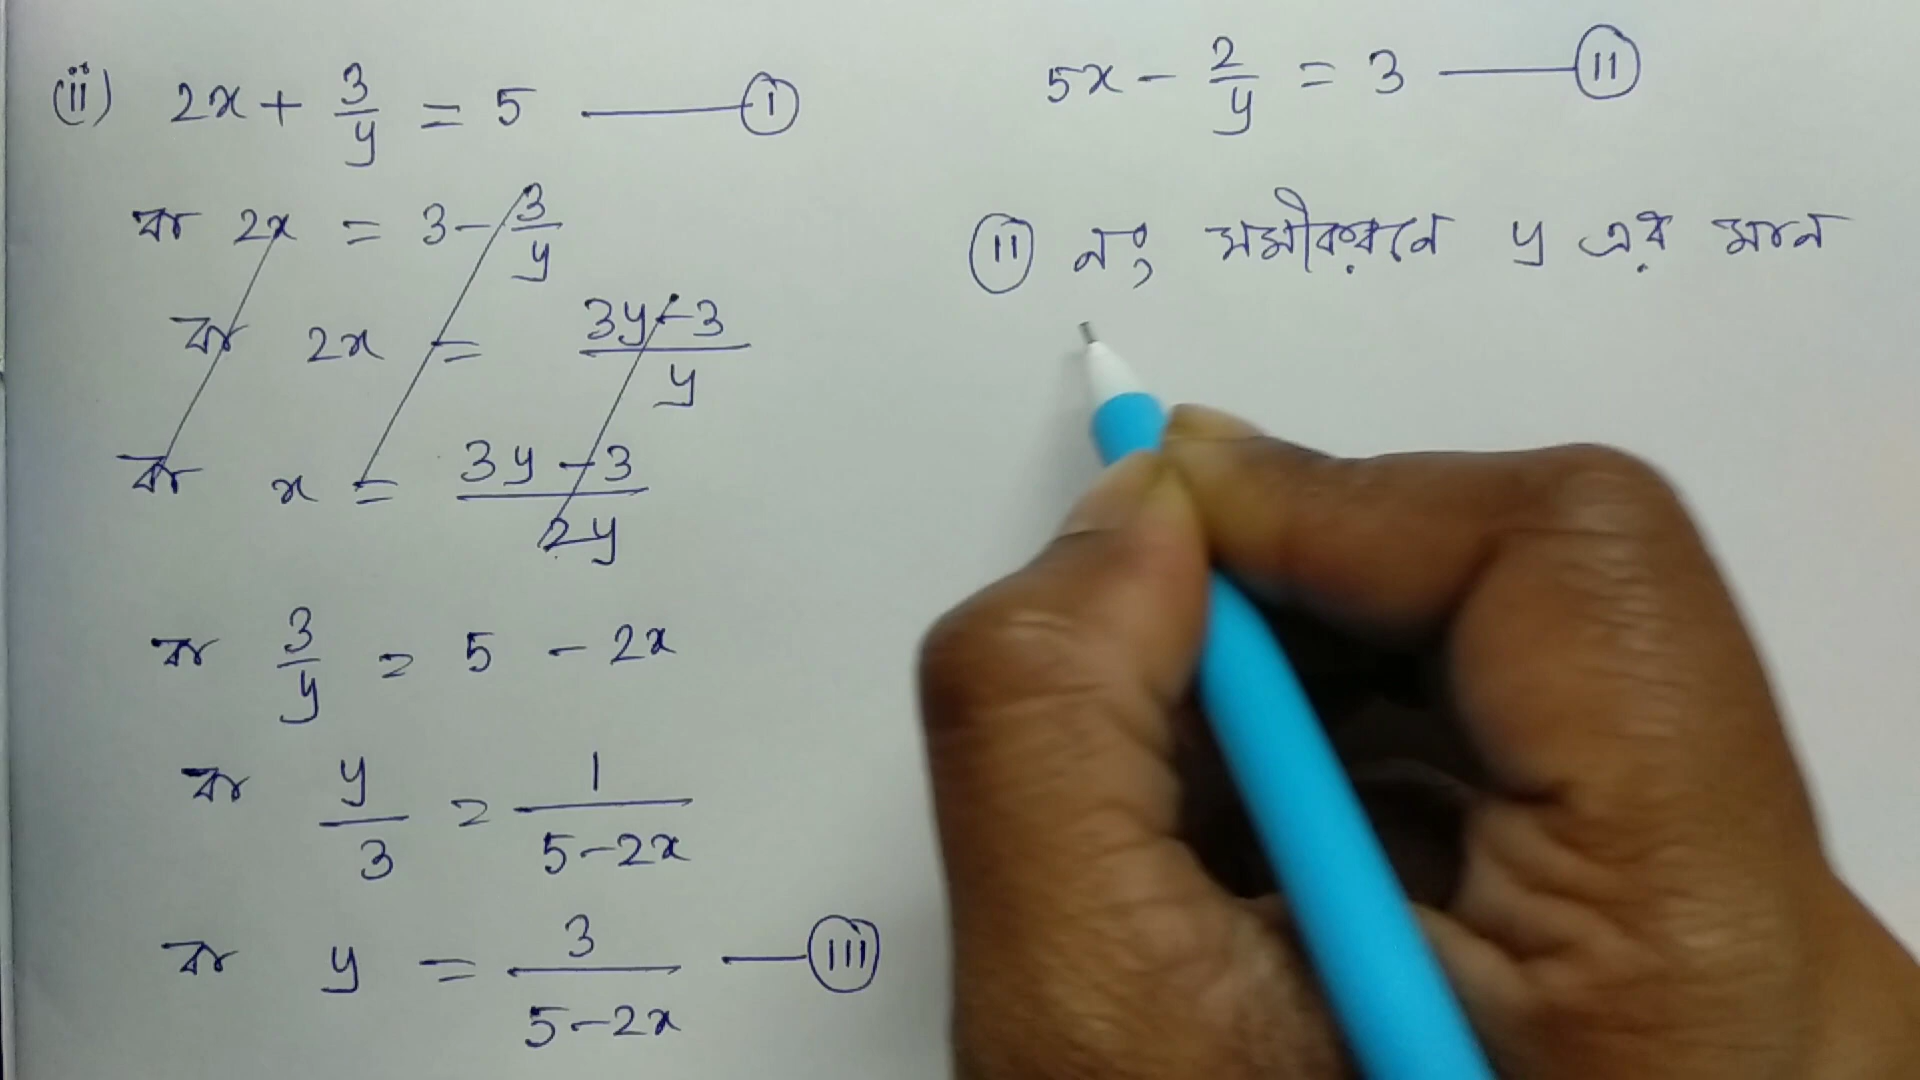 (ii) 2x + 3/y = 5 —— (I)
বা 2x = 3 - 3/y
বা 2x = (3y - 3)/y
বা x = (3y - 3)/2y
বা 3/y = 5 - 2x
বা y/3 = 1/(5 - 2x)
বা y = 3/(5 - 2x) —— (III)
5x - 2/y = 3 —— (II)
(II) নং সমীকরনে y এর মান